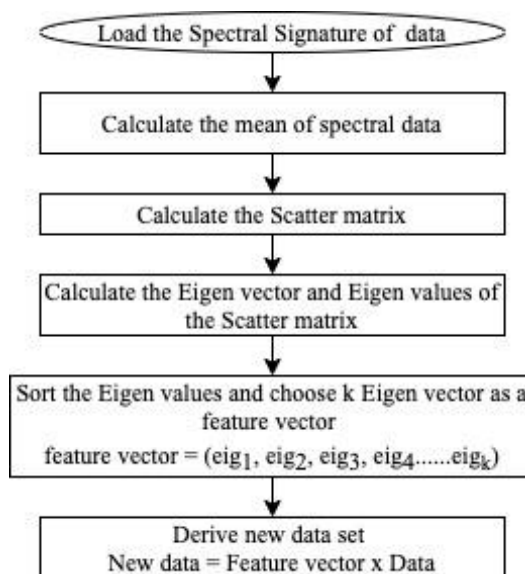 Load the Spectral Signature of data
Calculate the mean of spectral data
Calculate the Scatter matrix
Calculate the Eigen vector and Eigen values of
the Scatter matrix
Sort the Eigen values and choose k Eigen vector as a
feature vector
feature vector = (eig1, eig2, eig3, eig4......eigk)
Derive new data set
New data = Feature vector x Data